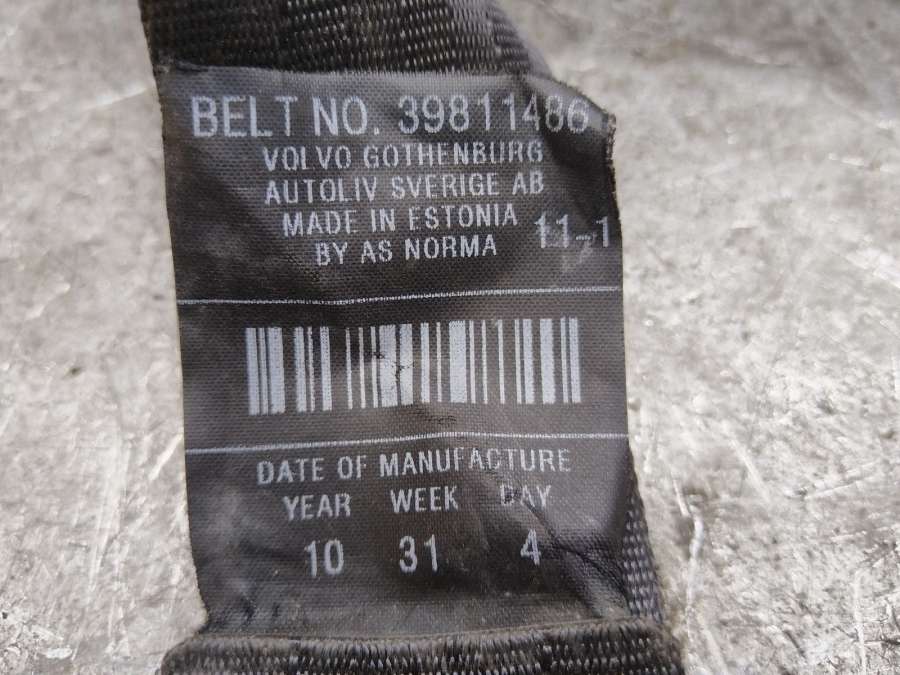 BELT NO. 39811486
VOLVO GOTHENBURG
AUTOLIV SVERIGE AB
MADE IN ESTONIA
BY AS NORMA
11-1
DATE OF MANUFACTURE
YEAR WEEK DAY
10 31 4